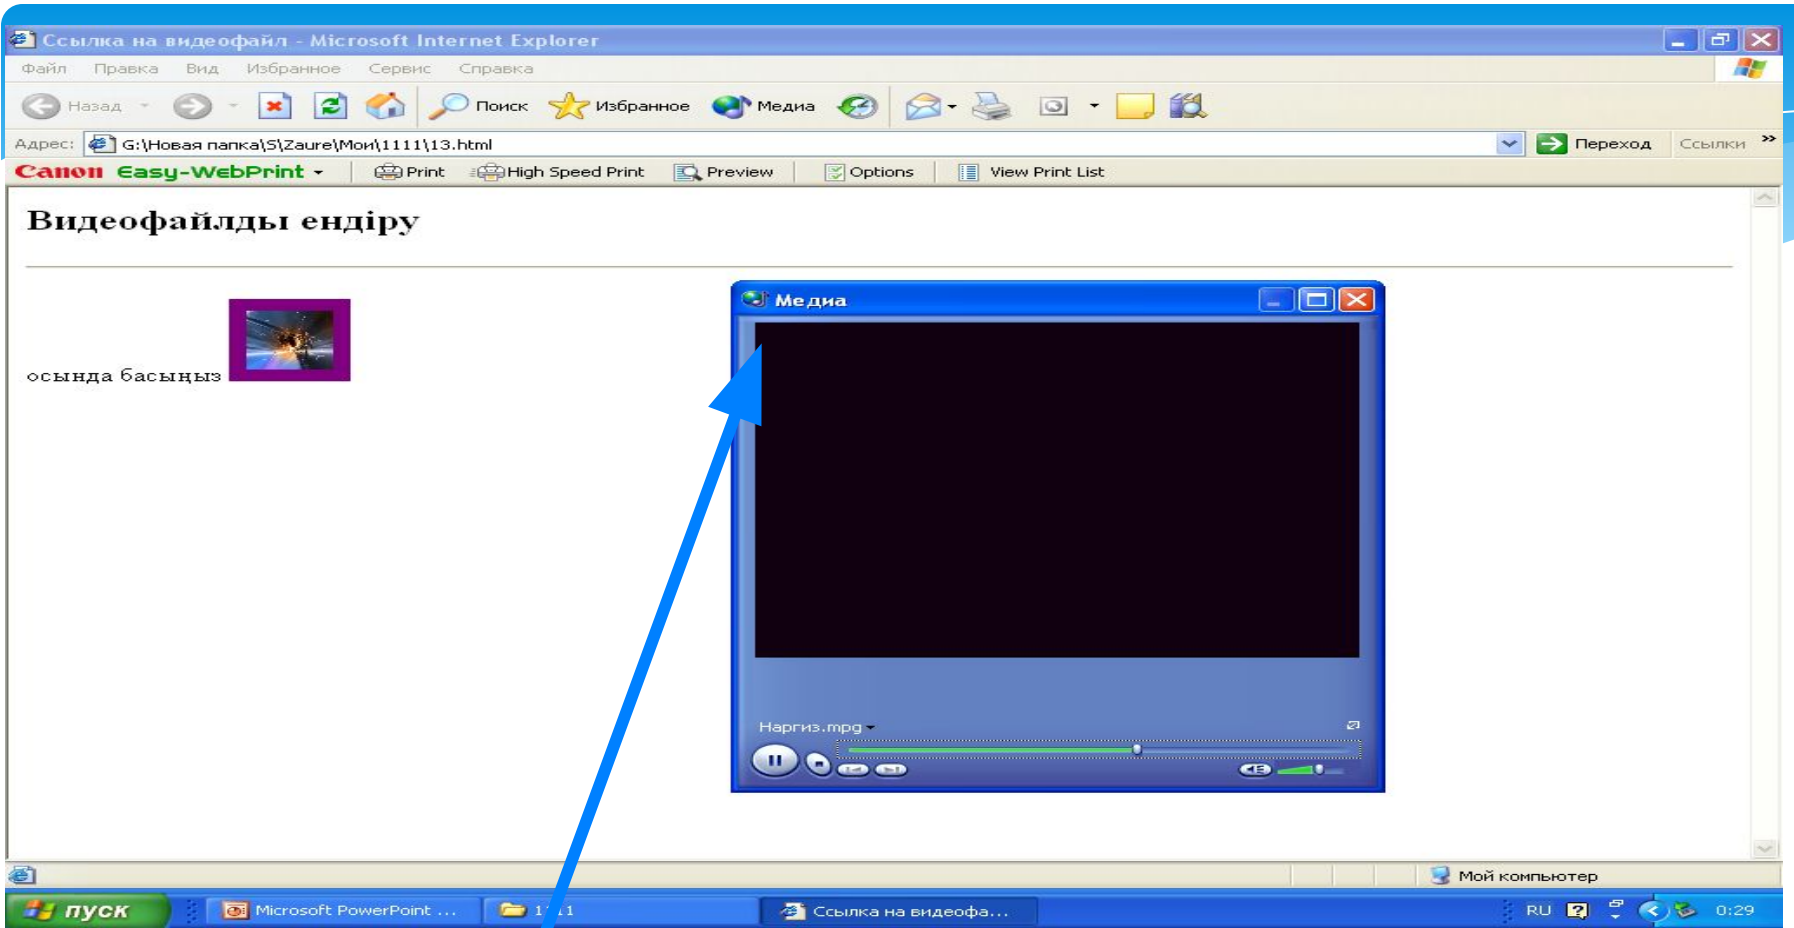 Ссылка на видеофайл - Microsoft Internet Explorer
Файл Правка Вид Избранное Сервис Справка
Назад Поиск Избранное Медиа
Адрес: G:\Новая папка\S\Zaure\Мои\1111\13.html Переход Ссылки »
Canon Easy-WebPrint Print High Speed Print Preview Options View Print List
Видеофайлды ендіру
осында басыңыз
Медиа
Наргиз.mpg
Мой компьютер
пуск Microsoft PowerPoint ... Ссылка на видеофа... RU 0:29